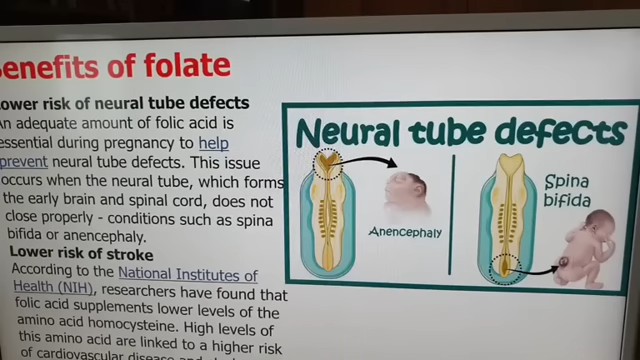 enefits of folate
ower risk of neural tube defects
An adequate amount of folic acid is
essential during pregnancy to help
prevent neural tube defects. This issue
occurs when the neural tube, which forms
the early brain and spinal cord, does not
close properly - conditions such as spina
bifida or anencephaly.
Lower risk of stroke
According to the National Institutes of
Health (NIH), researchers have found that
folic acid supplements lower levels of the
amino acid homocysteine. High levels of
this amino acid are linked to a higher risk
of cardiovascular disease and
Neural tube defects
Anencephaly
Spina
bifida